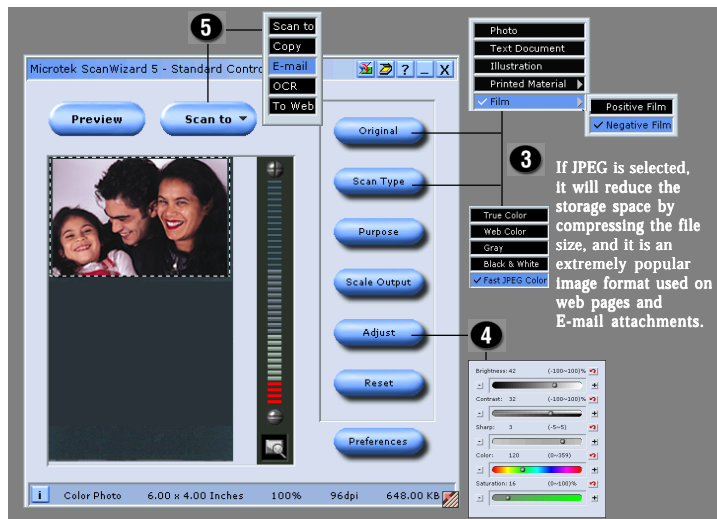 5
Scan to
Copy
E-mail
OCR
To Web
Microtek ScanWizard 5 - Standard Contro
? _ X
Preview
Scan to
Original
Scan Type
Purpose
Scale Output
Adjust
Reset
Preferences
i Color Photo 6.00 x 4.00 Inches 100% 96dpi 648.00 KB
Photo
Text Document
Illustration
Printed Material
Film
Positive Film
Negative Film
3
If JPEG is selected,
it will reduce the
storage space by
compressing the file
size, and it is an
extremely popular
image format used on
web pages and
E-mail attachments.
True Color
Web Color
Gray
Black & White
Fast JPEG Color
4
Brightness: 42 (-100~100)%
Contrast: 32 (-100~100)%
Sharp: 3 (-5~5)
Color: 120 (0~359)
Saturation: 16 (0~100)%